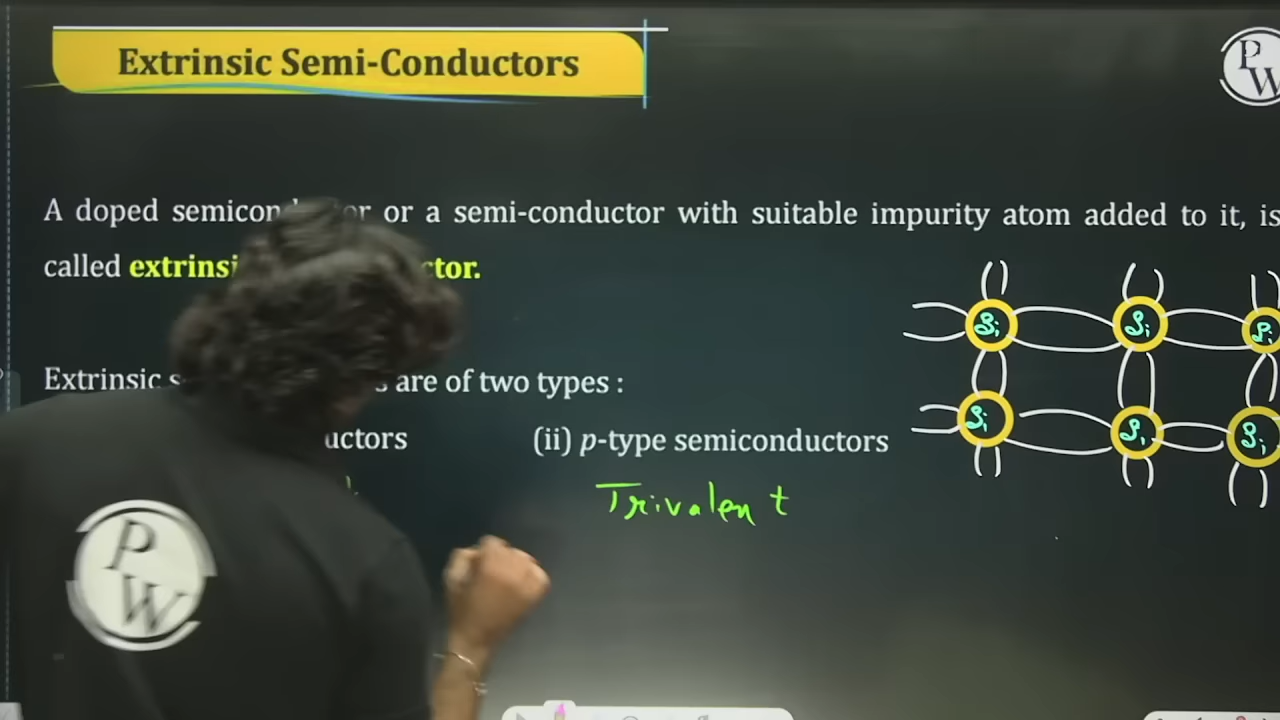 Extrinsic Semi-Conductors
PW
A doped semicon or or a semi-conductor with suitable impurity atom added to it, is
called extrinsi ctor.
Si Si Si
Extrinsic s s are of two types :
uctors (ii) p-type semiconductors
Si Si Si
Trivalent
PW